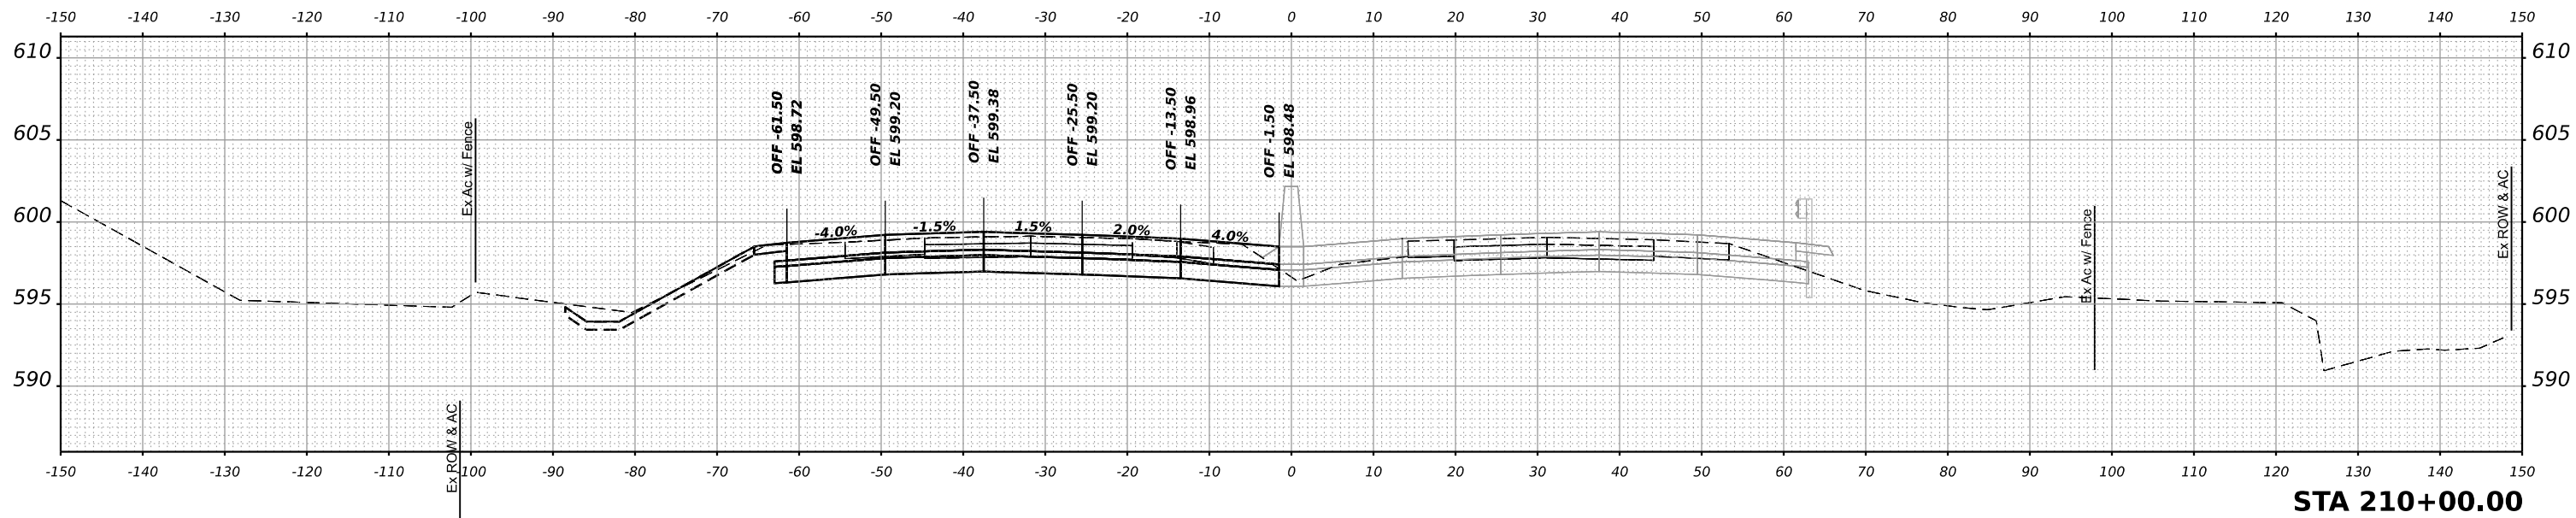 -150 -140 -130 -120 -110 -100 -90 -80 -70 -60 -50 -40 -30 -20 -10 0 10 20 30 40 50 60 70 80 90 100 110 120 130 140 150
610 610
605 605
600 600
595 595
590 590
Ex Ac w/ Fence
Ex ROW & AC
OFF -61.50
EL 598.72
OFF -49.50
EL 599.20
OFF -37.50
EL 599.38
OFF -25.50
EL 599.20
OFF -13.50
EL 598.96
OFF -1.50
EL 598.48
-4.0% -1.5% 1.5% 2.0% 4.0%
Ex Ac w/ Fence
Ex ROW & AC
-150 -140 -130 -120 -110 -100 -90 -80 -70 -60 -50 -40 -30 -20 -10 0 10 20 30 40 50 60 70 80 90 100 110 120 130 140 150
STA 210+00.00